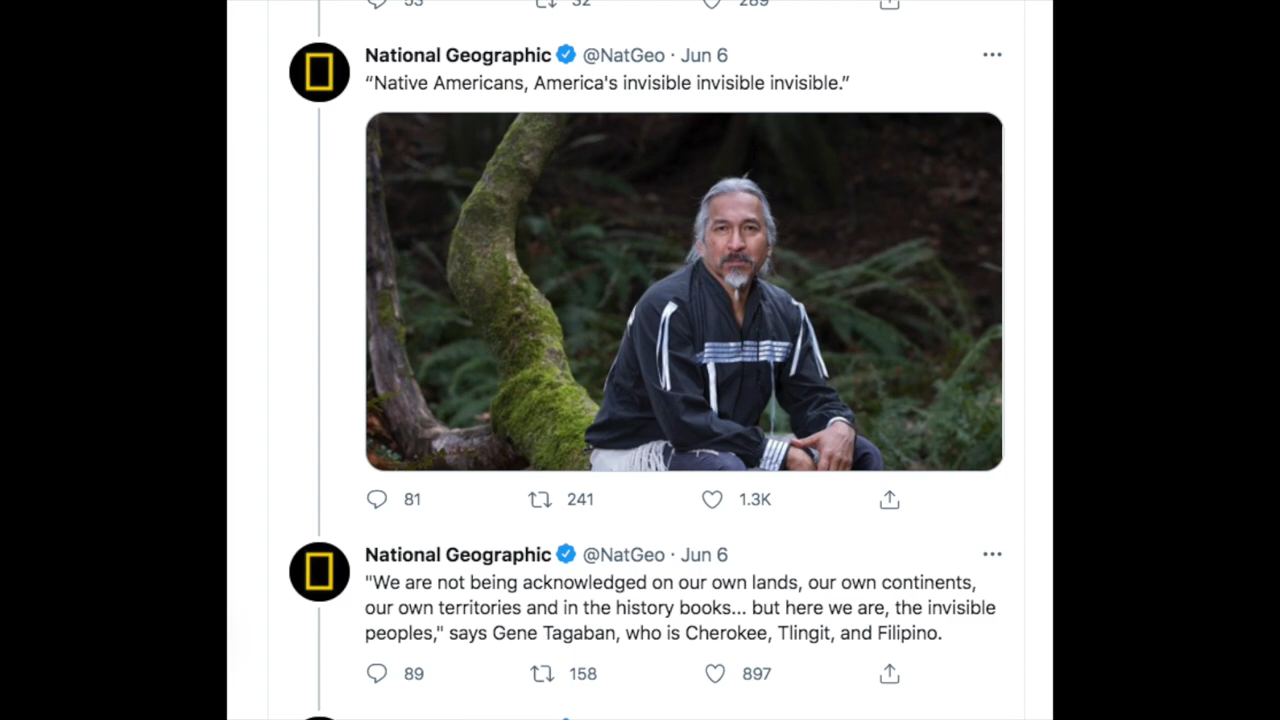 53 32 289
National Geographic @NatGeo · Jun 6
“Native Americans, America's invisible invisible invisible.”
81 241 1.3K
National Geographic @NatGeo · Jun 6
"We are not being acknowledged on our own lands, our own continents,
our own territories and in the history books... but here we are, the invisible
peoples," says Gene Tagaban, who is Cherokee, Tlingit, and Filipino.
89 158 897